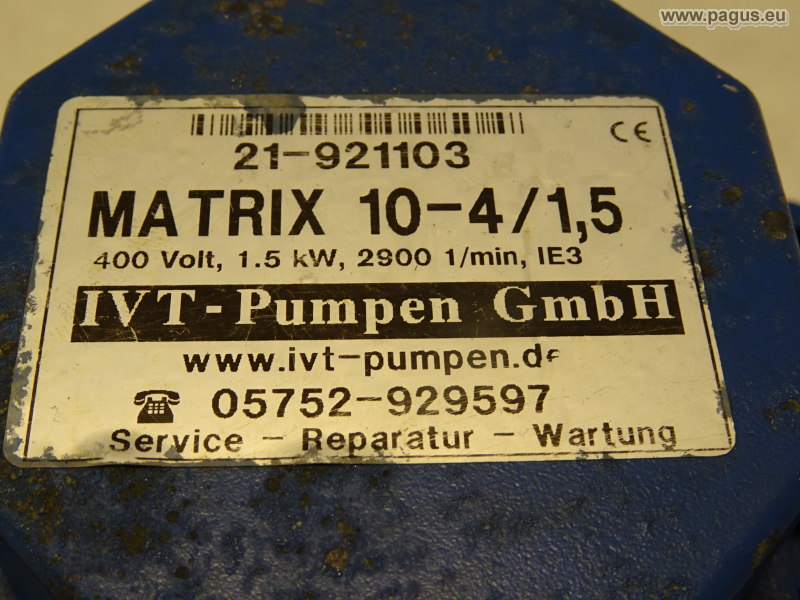 www.pagus.eu
CE
21-921103
MATRIX 10-4/1,5
400 Volt, 1.5 kW, 2900 1/min, IE3
IVT-Pumpen GmbH
www.ivt-pumpen.de
☎ 05752-929597
Service - Reparatur - Wartung